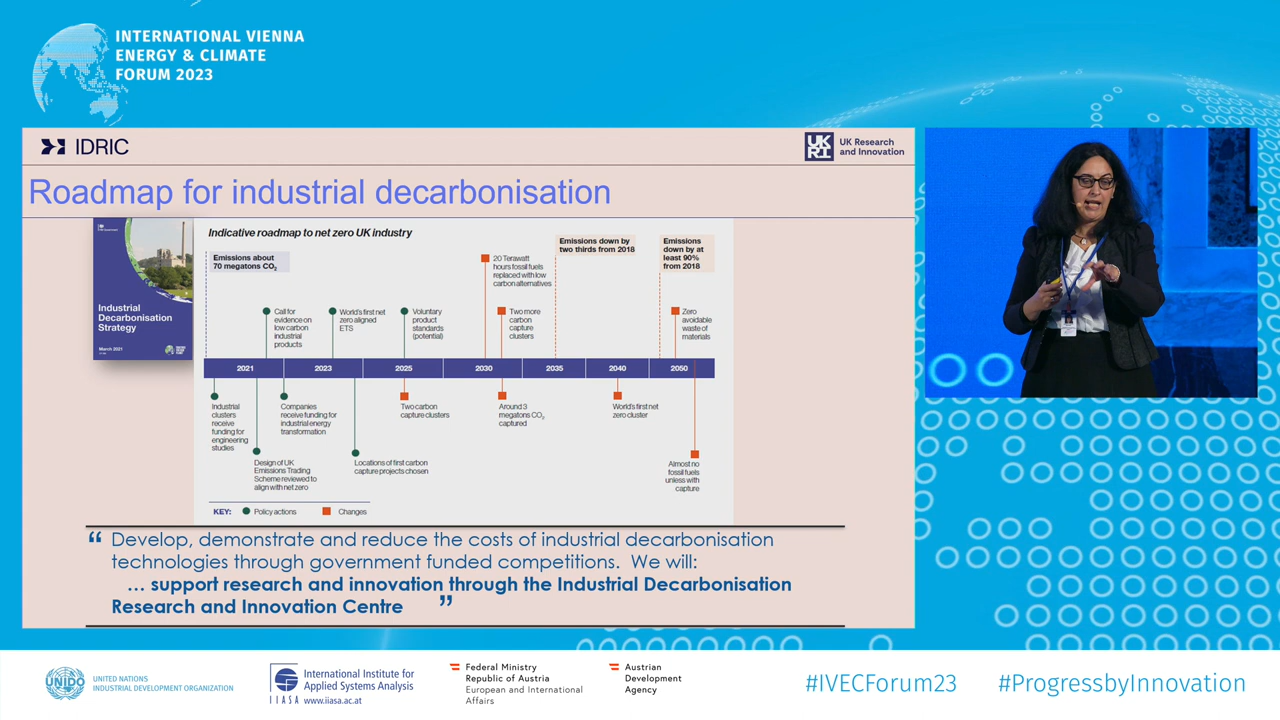 INTERNATIONAL VIENNA
ENERGY & CLIMATE
FORUM 2023
IDRIC
UK
RI
UK Research
and Innovation
Roadmap for industrial decarbonisation
Industrial
Decarbonisation
Strategy
March 2021
Indicative roadmap to net zero UK industry
Emissions about
70 megatons CO2
Emissions down by
two thirds from 2018
Emissions
down by at
least 90%
from 2018
20 Terawatt
hours fossil fuels
replaced with low
carbon alternatives
Call for
evidence on
low carbon
industrial
products
World's first net
zero aligned
ETS
Voluntary
product
standards
(potential)
Two more
carbon
capture
clusters
Zero
avoidable
waste of
materials
2021 2023 2025 2030 2035 2040 2050
Industrial
clusters
receive
funding for
engineering
studies
Companies
receive funding for
industrial energy
transformation
Two carbon
capture clusters
Around 3
megatons CO2
captured
World's first net
zero cluster
Design of UK
Emissions Trading
Scheme reviewed to
align with net zero
Locations of first carbon
capture projects chosen
Almost no
fossil fuels
unless with
capture
KEY: Policy actions Changes
“ Develop, demonstrate and reduce the costs of industrial decarbonisation
technologies through government funded competitions. We will:
... support research and innovation through the Industrial Decarbonisation
Research and Innovation Centre ”
UNIDO
UNITED NATIONS
INDUSTRIAL DEVELOPMENT ORGANIZATION
International Institute for
Applied Systems Analysis
IIASA www.iiasa.ac.at
Federal Ministry
Republic of Austria
European and International
Affairs
Austrian
Development
Agency
#IVECForum23 #ProgressbyInnovation